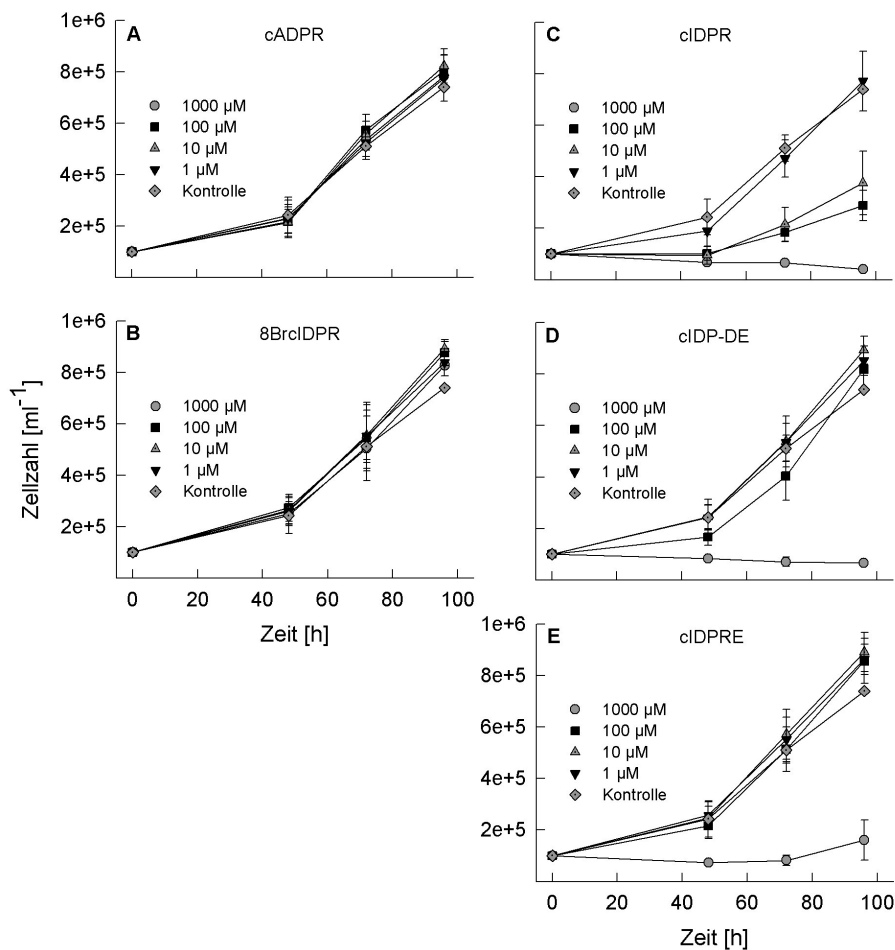 A cADPR
1e+6
8e+5
6e+5
4e+5
2e+5
1000 µM
100 µM
10 µM
1 µM
Kontrolle
C cIDPR
1000 µM
100 µM
10 µM
1 µM
Kontrolle
B 8BrcIDPR
1e+6
8e+5
6e+5
4e+5
2e+5
1000 µM
100 µM
10 µM
1 µM
Kontrolle
0 20 40 60 80 100
Zeit [h]
Zellzahl [ml⁻¹]
D cIDP-DE
1000 µM
100 µM
10 µM
1 µM
Kontrolle
E cIDPRE
1e+6
8e+5
6e+5
4e+5
2e+5
1000 µM
100 µM
10 µM
1 µM
Kontrolle
0 20 40 60 80 100
Zeit [h]